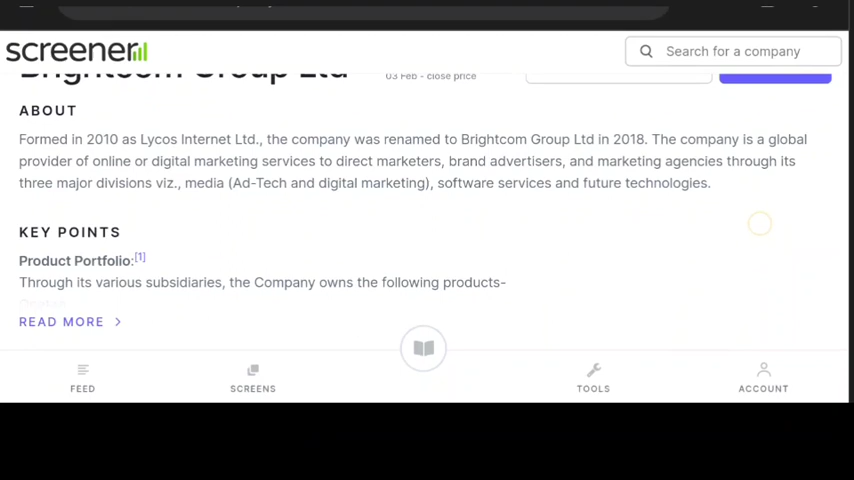 screener
Search for a company
Brightcom Group Ltd
03 Feb - close price
ABOUT
Formed in 2010 as Lycos Internet Ltd., the company was renamed to Brightcom Group Ltd in 2018. The company is a global
provider of online or digital marketing services to direct marketers, brand advertisers, and marketing agencies through its
three major divisions viz., media (Ad-Tech and digital marketing), software services and future technologies.
KEY POINTS
Product Portfolio:[1]
Through its various subsidiaries, the Company owns the following products-
READ MORE >
FEED
SCREENS
TOOLS
ACCOUNT